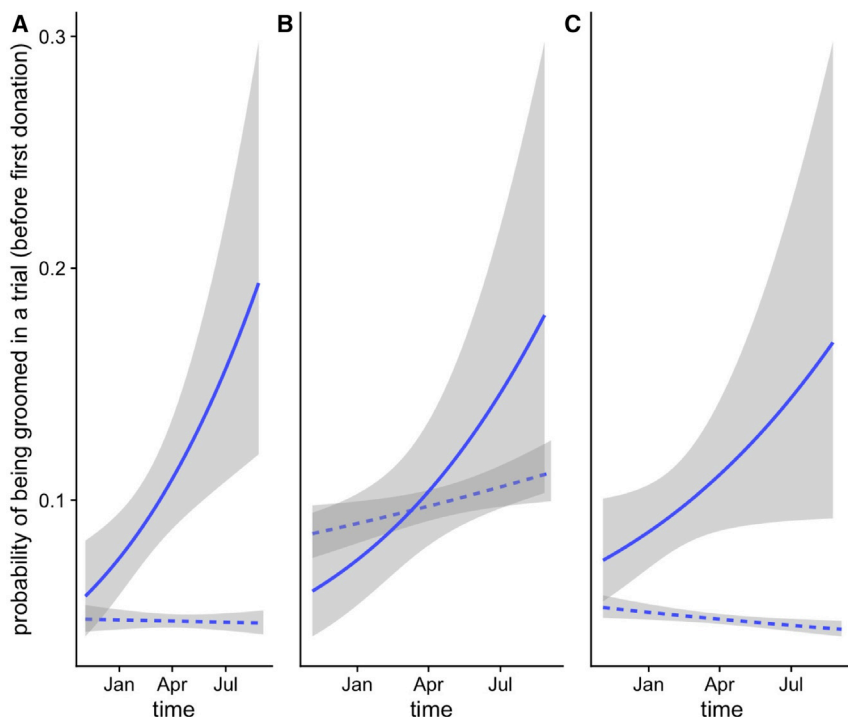 A
B
C
probability of being groomed in a trial (before first donation)
0.3
0.2
0.1
Jan
Apr
Jul
time
Jan
Apr
Jul
time
Jan
Apr
Jul
time